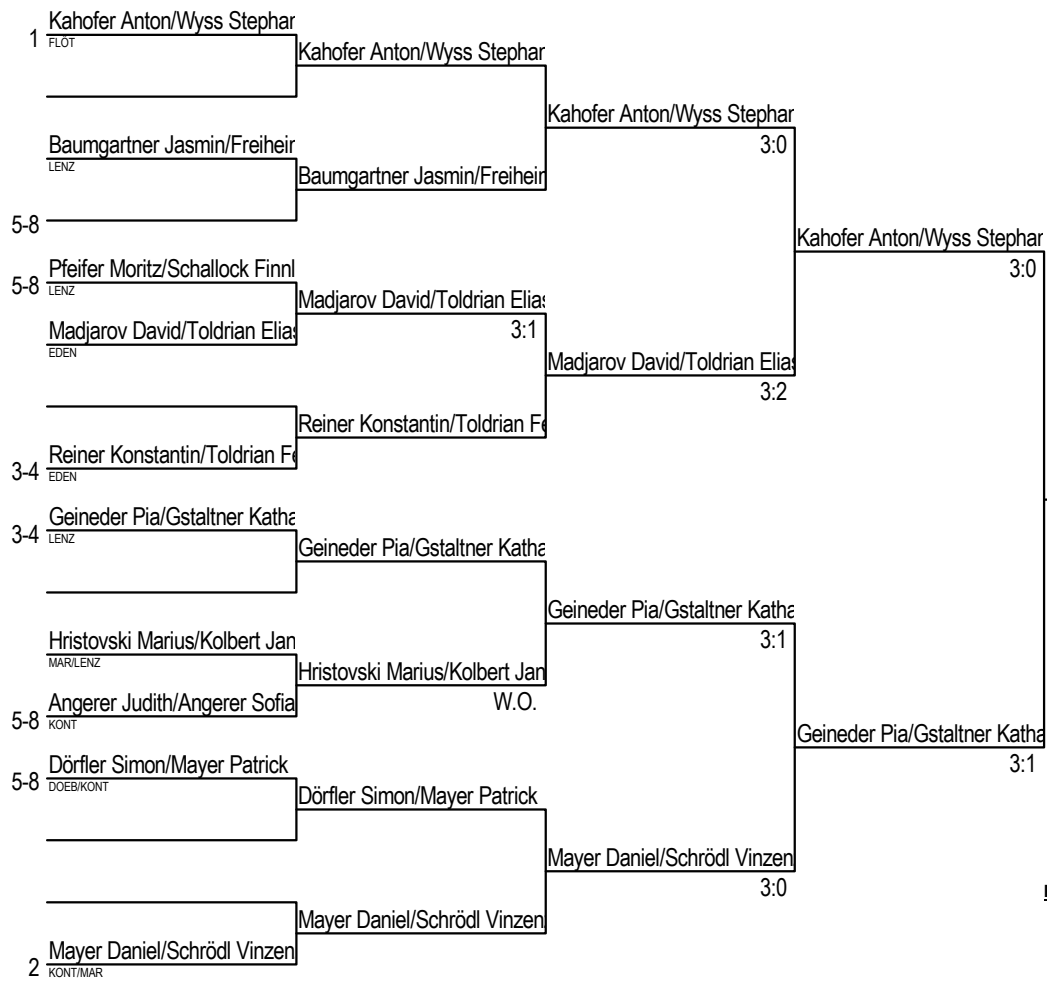 Kahofer Anton/Wyss Stephar
1 FLÖT
Kahofer Anton/Wyss Stephar
Kahofer Anton/Wyss Stephar
3:0
Baumgartner Jasmin/Freiheir
LENZ
Baumgartner Jasmin/Freiheir
5-8
Kahofer Anton/Wyss Stephar
3:0
Pfeifer Moritz/Schallock Finnl
5-8 LENZ
Madjarov David/Toldrian Elias
3:1
Madjarov David/Toldrian Elias
EDEN
Madjarov David/Toldrian Elias
3:2
Reiner Konstantin/Toldrian Fe
Reiner Konstantin/Toldrian Fe
3-4 EDEN
Geineder Pia/Gstaltner Katha
3-4 LENZ
Geineder Pia/Gstaltner Katha
Geineder Pia/Gstaltner Katha
3:1
Hristovski Marius/Kolbert Jan
MAR/LENZ
Hristovski Marius/Kolbert Jan
W.O.
Angerer Judith/Angerer Sofia
5-8 KONT
Geineder Pia/Gstaltner Katha
3:1
Dörfler Simon/Mayer Patrick
5-8 DOEB/KONT
Dörfler Simon/Mayer Patrick
Mayer Daniel/Schrödl Vinzen
3:0
Mayer Daniel/Schrödl Vinzen
Mayer Daniel/Schrödl Vinzen
2 KONT/MAR